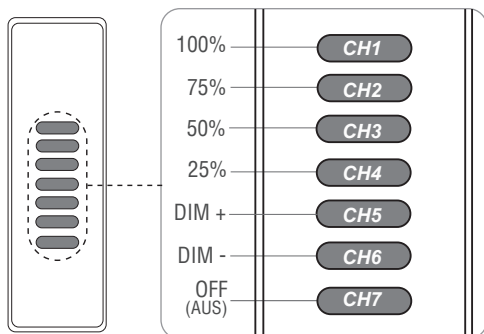 100% CH1
75% CH2
50% CH3
25% CH4
DIM + CH5
DIM - CH6
OFF
(AUS) CH7